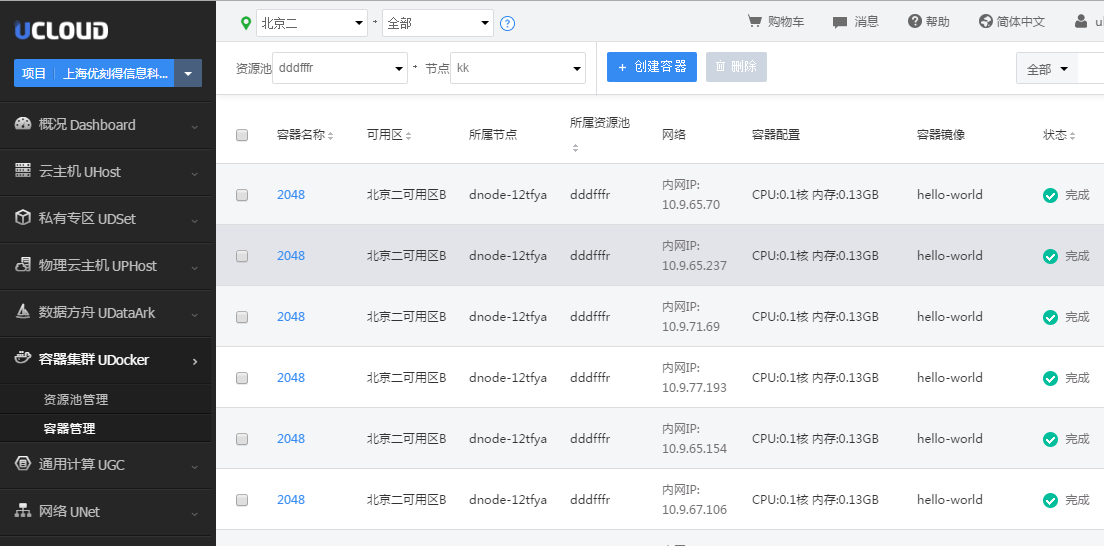 UCLOUD
项目 上海优刻得信息科...
概况 Dashboard
云主机 UHost
私有专区 UDSet
物理云主机 UPHost
数据方舟 UDataArk
容器集群 UDocker
资源池管理
容器管理
通用计算 UGC
网络 UNet
北京二 全部 ? 购物车 消息 帮助 简体中文
资源池 dddfffr 节点 kk + 创建容器 删除 全部
容器名称 可用区 所属节点 所属资源池 网络 容器配置 容器镜像 状态
2048 北京二可用区B dnode-12tfya dddfffr 内网IP: CPU:0.1核 内存:0.13GB hello-world 完成
10.9.65.70
2048 北京二可用区B dnode-12tfya dddfffr 内网IP: CPU:0.1核 内存:0.13GB hello-world 完成
10.9.65.237
2048 北京二可用区B dnode-12tfya dddfffr 内网IP: CPU:0.1核 内存:0.13GB hello-world 完成
10.9.71.69
2048 北京二可用区B dnode-12tfya dddfffr 内网IP: CPU:0.1核 内存:0.13GB hello-world 完成
10.9.77.193
2048 北京二可用区B dnode-12tfya dddfffr 内网IP: CPU:0.1核 内存:0.13GB hello-world 完成
10.9.65.154
2048 北京二可用区B dnode-12tfya dddfffr 内网IP: CPU:0.1核 内存:0.13GB hello-world 完成
10.9.67.106